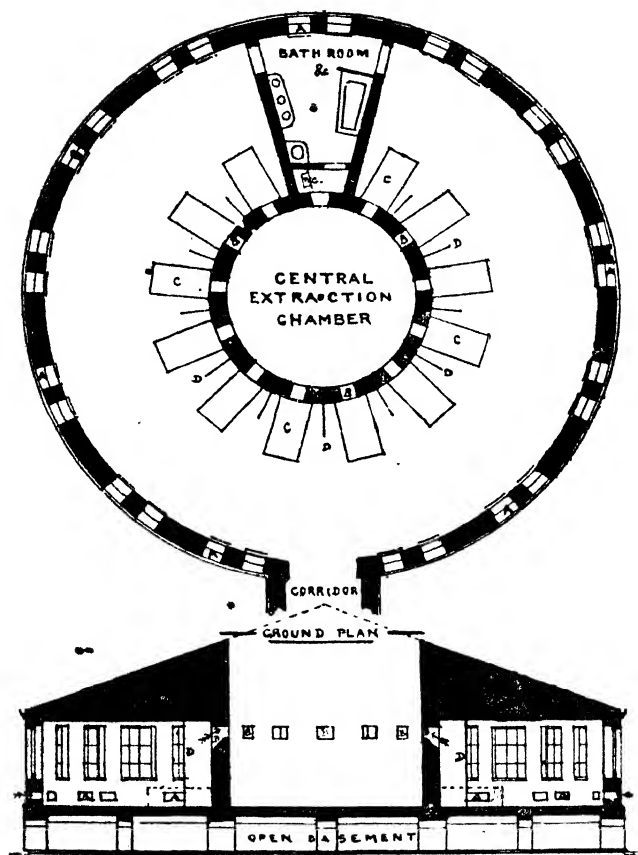 A
BATH ROOM
&c
W.C.
C
B
B
D
C
CENTRAL
EXTRACTION
CHAMBER
C
D
D
B
C
D
CORRIDOR
GROUND PLAN
D
D
A
A
A
A
OPEN BASEMENT